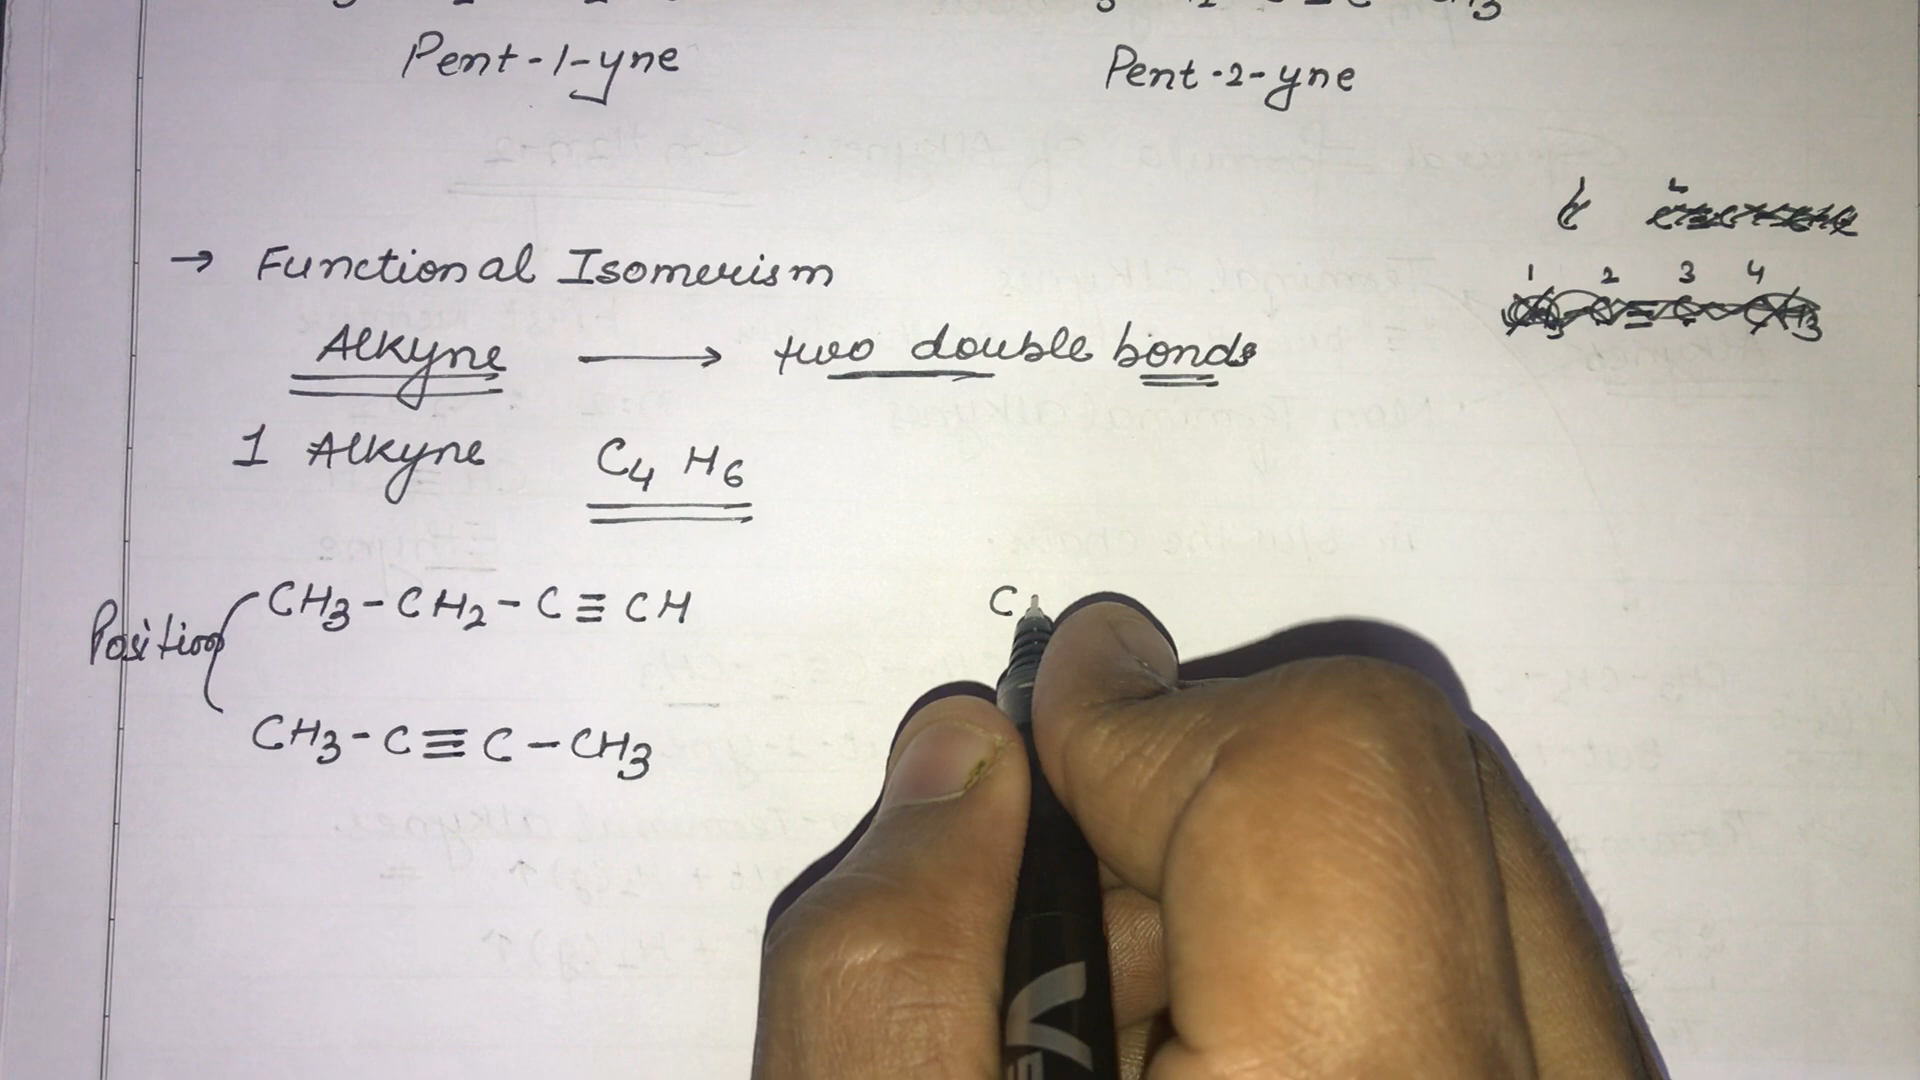 Pent-1-yne Pent-2-yne
→ Functional Isomerism
1 2 3 4
Alkyne ⟶ two double bonds
1 Alkyne C4 H6
Position
CH3-CH2-C≡CH C
CH3-C≡C-CH3